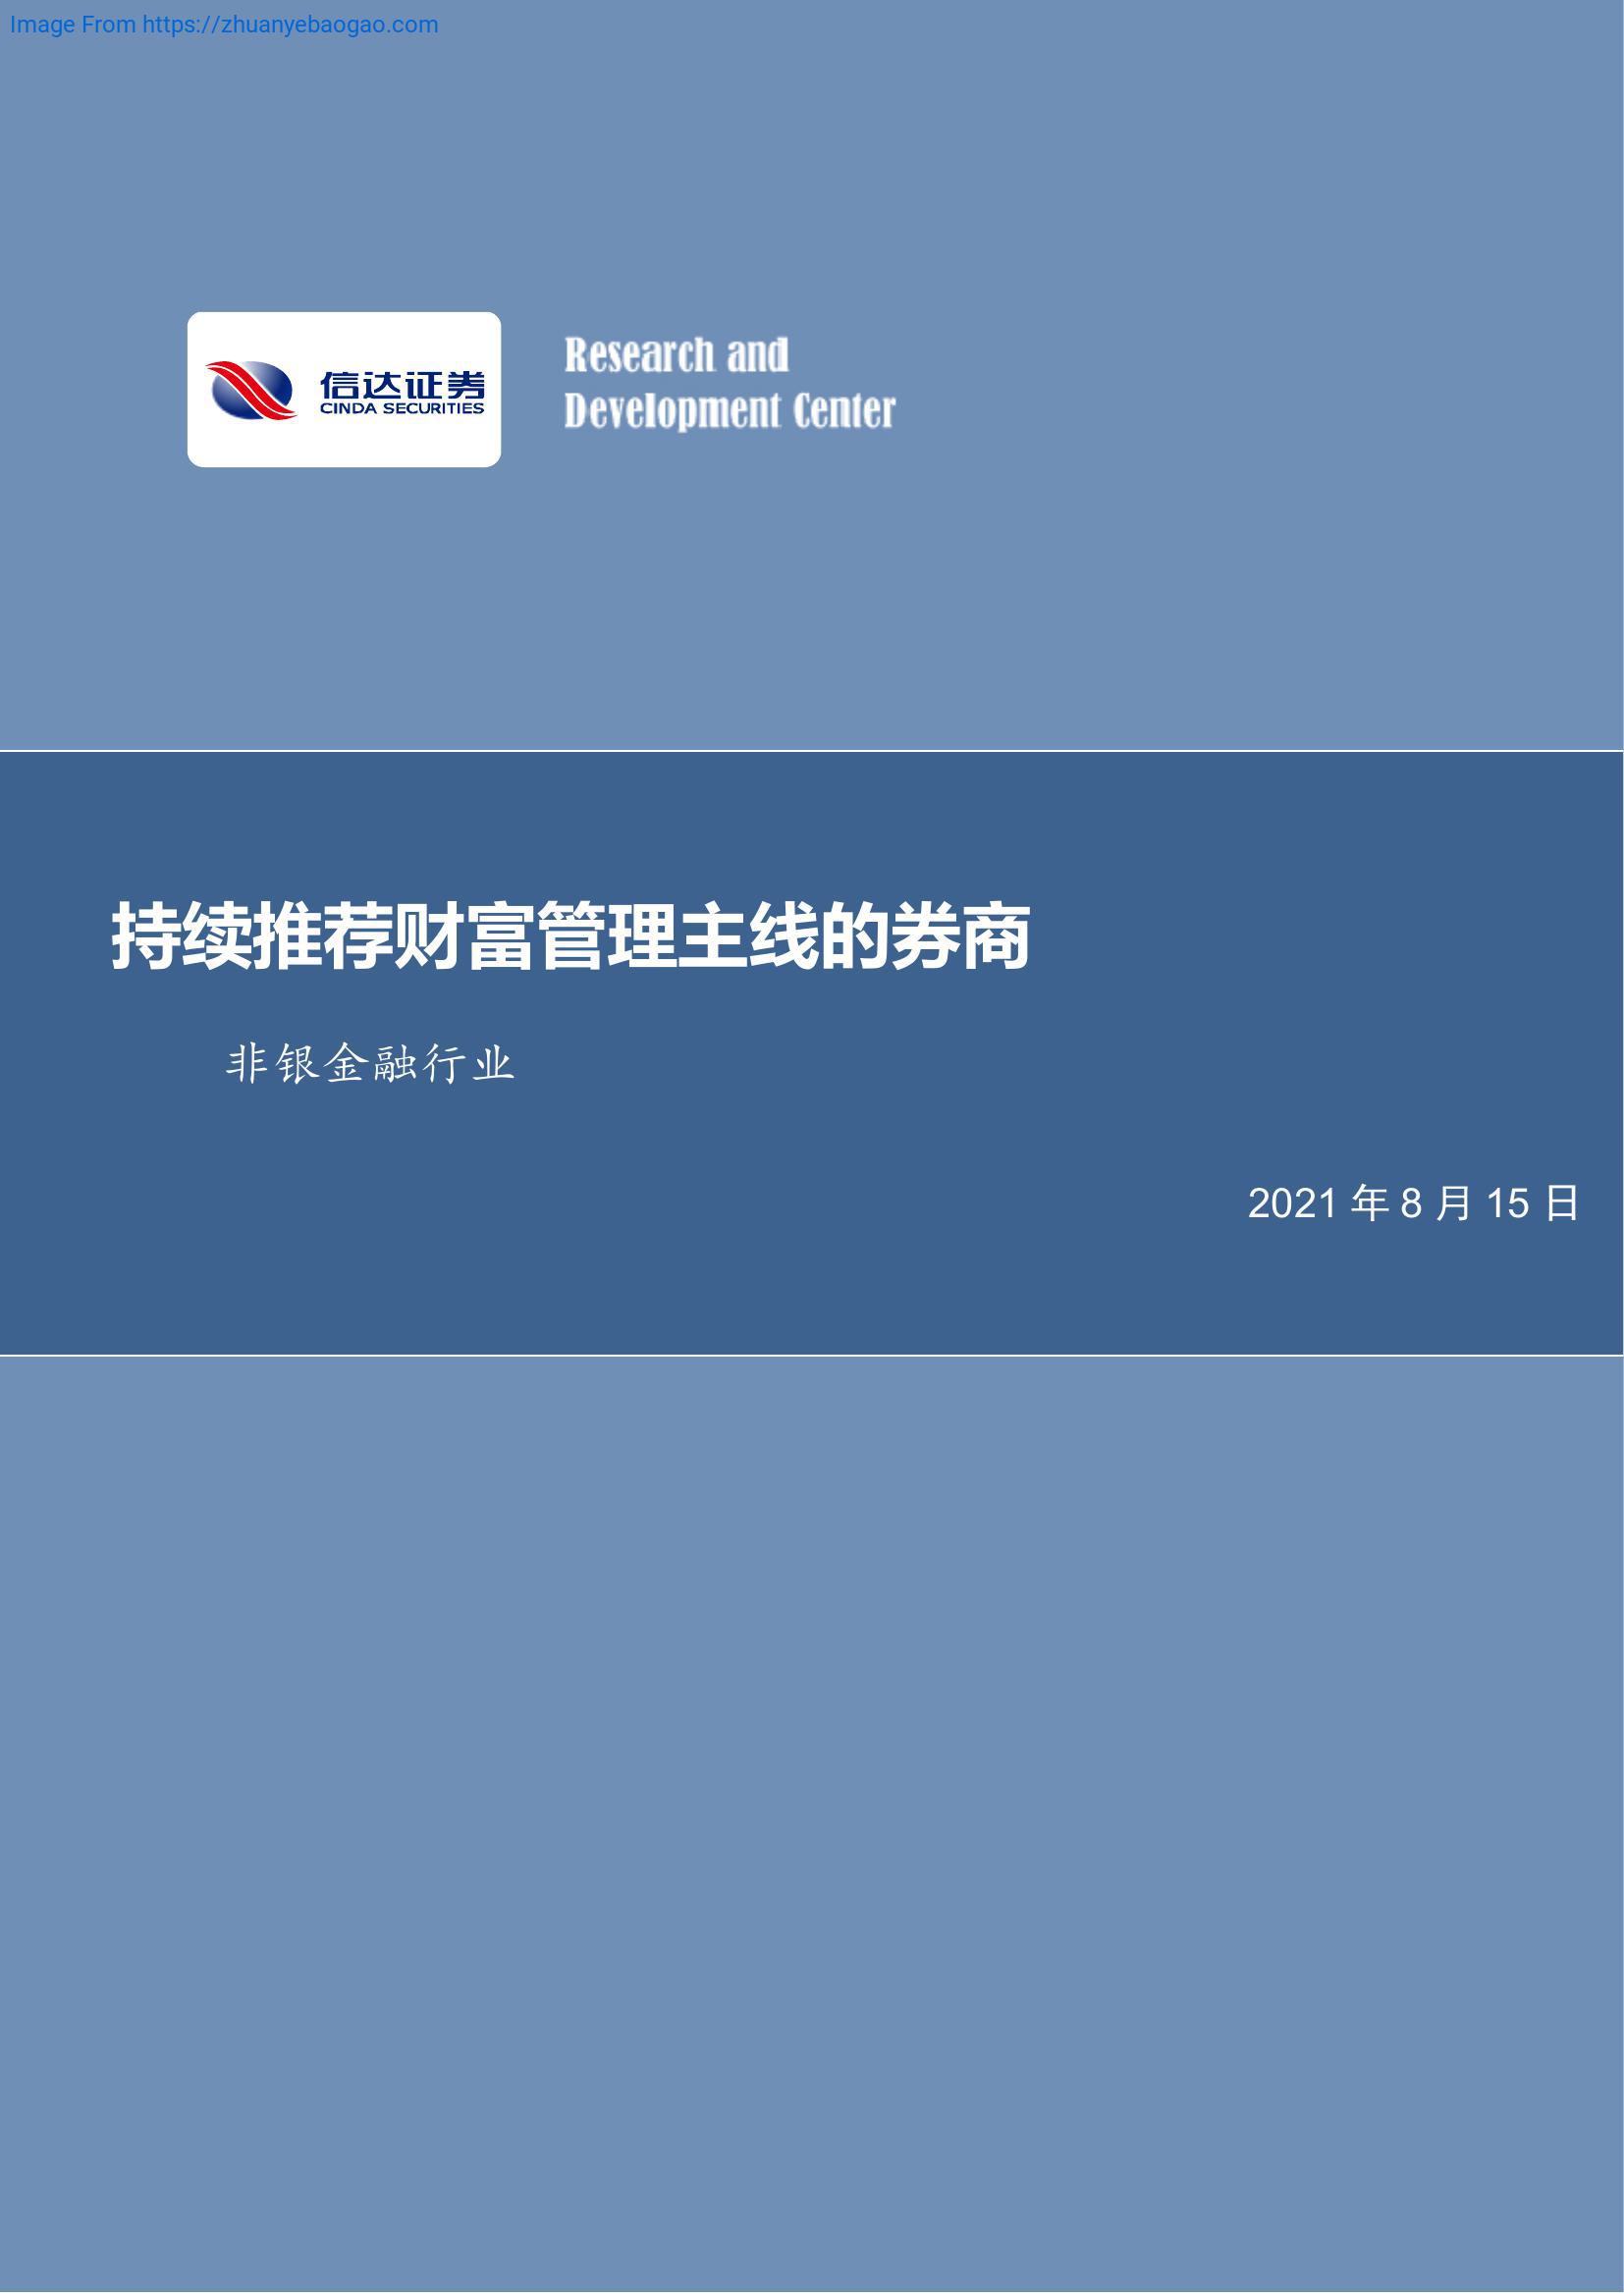 Image From https://zhuanyebaogao.com
信达证券
CINDA SECURITIES
Research and
Development Center
持续推荐财富管理主线的券商
非银金融行业
2021 年 8 月 15 日